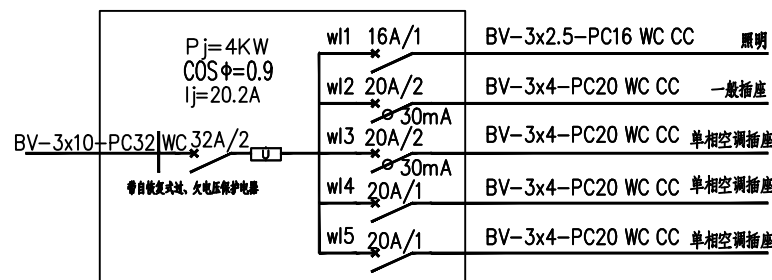 Pj=4KW
COSΦ=0.9
Ij=20.2A
BV-3x10-PC32 WC 32A/2
U
带自恢复式过、欠电压保护电器
wl1 16A/1 BV-3x2.5-PC16 WC CC 照明
wl2 20A/2 BV-3x4-PC20 WC CC 一般插座
30mA
wl3 20A/2 BV-3x4-PC20 WC CC 单相空调插座
30mA
wl4 20A/1 BV-3x4-PC20 WC CC 单相空调插座
wl5 20A/1 BV-3x4-PC20 WC CC 单相空调插座